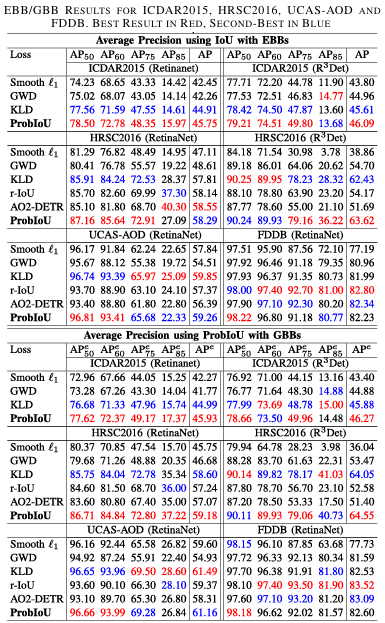 EBB/GBB RESULTS FOR ICDAR2015, HRSC2016, UCAS-AOD AND
FDDB. BEST RESULT IN RED, SECOND-BEST IN BLUE
Average Precision using IoU with EBBs
Loss AP50 AP60 AP75 AP85 AP AP50 AP60 AP75 AP85 AP
ICDAR2015 (Retinanet) ICDAR2015 (R³Det)
Smooth ℓ1 74.23 68.65 43.33 14.42 42.45 77.71 72.20 44.78 11.90 43.80
GWD 75.02 68.07 43.05 14.14 42.26 77.53 72.51 46.83 14.77 44.96
KLD 77.56 71.59 47.55 14.61 44.91 78.42 74.50 47.87 13.60 45.61
ProbIoU 78.50 72.78 48.35 15.97 45.75 79.21 74.51 49.80 13.68 46.09
HRSC2016 (RetinaNet) HRSC2016 (R³Det)
Smooth ℓ1 81.29 76.82 48.49 14.95 47.11 84.18 71.54 30.98 3.78 38.86
GWD 80.41 76.78 55.57 19.22 48.61 89.18 86.01 64.06 20.62 54.70
KLD 85.91 84.24 72.53 28.37 57.81 90.25 89.95 78.23 28.32 62.43
r-IoU 85.70 82.60 69.99 37.30 58.14 88.10 78.80 63.90 23.20 54.17
AO2-DETR 85.10 81.80 68.70 40.30 58.55 87.77 78.60 55.00 21.10 51.69
ProbIoU 87.16 85.64 72.91 27.09 58.29 90.24 89.93 79.16 36.22 63.62
UCAS-AOD (RetinaNet) FDDB (RetinaNet)
Smooth ℓ1 96.17 91.84 62.24 22.65 57.84 97.51 95.90 87.56 72.10 77.19
GWD 95.67 88.12 55.38 19.72 54.51 97.92 96.46 91.18 79.35 80.96
KLD 96.74 93.39 65.97 25.09 59.85 97.93 96.37 91.35 80.73 81.99
r-IoU 93.70 88.90 63.10 24.10 57.37 98.00 97.40 92.70 81.00 82.80
AO2-DETR 93.40 88.80 61.80 22.80 56.39 97.90 97.10 92.30 80.20 82.34
ProbIoU 96.81 93.41 65.68 22.33 59.26 98.22 96.80 91.18 80.77 82.23
Average Precision using ProbIoU with GBBs
Loss APᵉ50 APᵉ60 APᵉ75 APᵉ85 APᵉ APᵉ50 APᵉ60 APᵉ75 APᵉ85 APᵉ
ICDAR2015 (Retinanet) ICDAR2015 (R³Det)
Smooth ℓ1 72.96 67.66 44.05 15.25 42.27 76.92 71.00 44.15 13.16 43.40
GWD 73.28 67.26 43.30 14.04 41.77 76.77 71.64 48.30 14.88 44.88
KLD 76.68 71.33 47.96 15.74 44.99 77.99 73.69 48.78 15.00 45.88
ProbIoU 77.62 72.37 49.17 17.37 45.93 78.66 73.50 49.96 14.48 46.27
HRSC2016 (Retinanet) HRSC2016 (R³Det)
Smooth ℓ1 80.37 70.85 47.54 15.70 45.75 79.94 64.78 28.23 3.98 36.04
GWD 79.68 71.26 48.88 20.35 46.68 88.28 83.70 61.63 22.31 53.47
KLD 85.75 84.04 72.78 35.34 58.60 90.14 89.82 78.17 41.03 64.05
r-IoU 84.60 81.50 68.70 36.00 57.24 87.80 78.70 56.70 23.10 52.58
AO2-DETR 83.60 80.80 67.40 35.00 57.07 87.20 78.50 53.33 17.50 51.40
ProbIoU 86.71 84.84 72.80 37.22 59.18 90.11 89.93 79.06 40.73 64.55
UCAS-AOD (RetinaNet) FDDB (RetinaNet)
Smooth ℓ1 96.16 92.44 65.58 26.82 59.60 98.15 96.10 87.85 63.68 77.73
GWD 94.92 87.24 55.91 22.40 54.93 97.72 96.33 92.13 80.34 81.59
KLD 96.65 93.96 69.50 28.60 61.49 97.70 96.38 91.91 81.80 82.53
r-IoU 93.60 90.10 66.30 28.10 59.37 98.10 97.40 93.50 81.90 83.52
AO2-DETR 93.10 89.70 65.30 26.80 58.31 97.60 97.10 93.20 81.20 83.09
ProbIoU 96.66 93.99 69.28 26.84 61.16 98.18 96.62 92.02 81.57 82.60